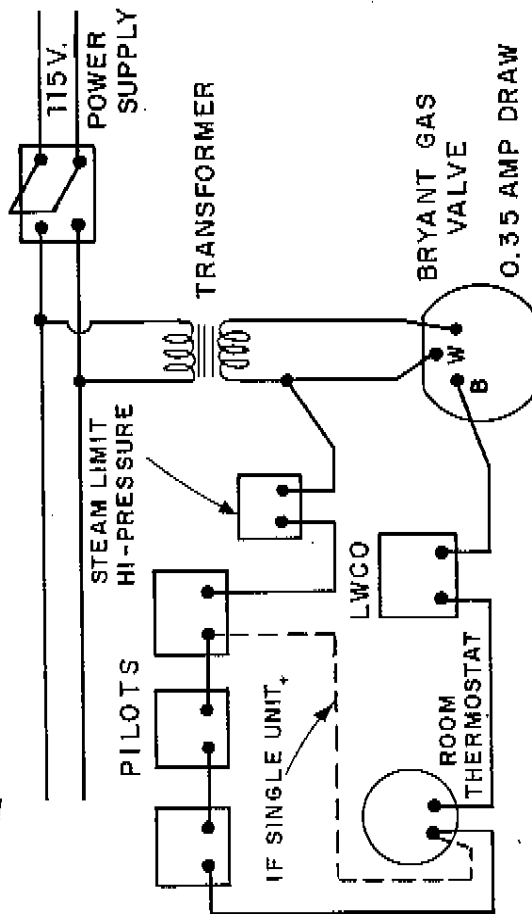 115V.
POWER
SUPPLY
TRANSFORMER
STEAM LIMIT
HI-PRESSURE
PILOTS
BRYANT GAS
VALVE
0.35 AMP DRAW
W
B
LWCO
IF SINGLE UNIT+
ROOM
THERMOSTAT